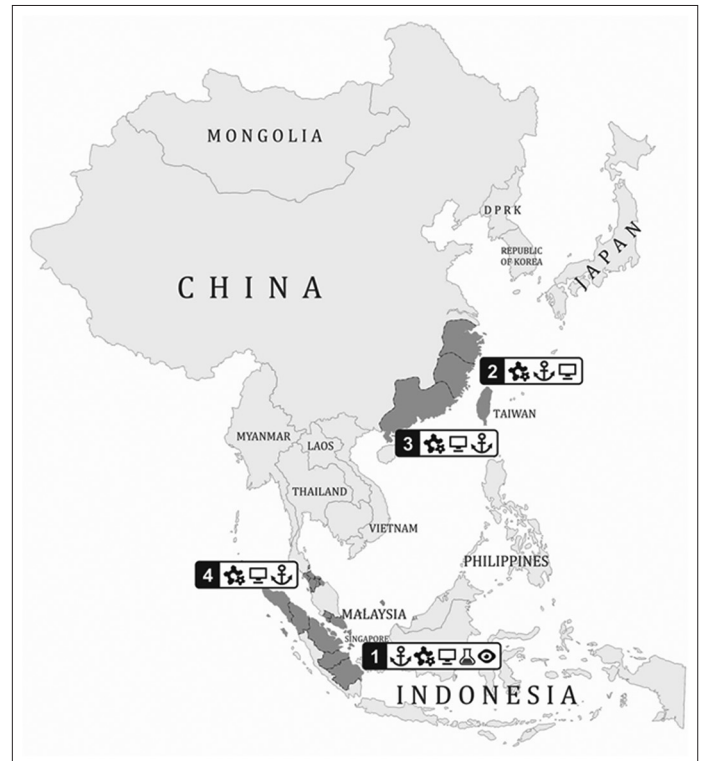 MONGOLIA
DPRK
REPUBLIC
OF KOREA
JAPAN
CHINA
2
TAIWAN
MYANMAR
LAOS
3
THAILAND
VIETNAM
PHILIPPINES
4
MALAYSIA
SINGAPORE
1
INDONESIA